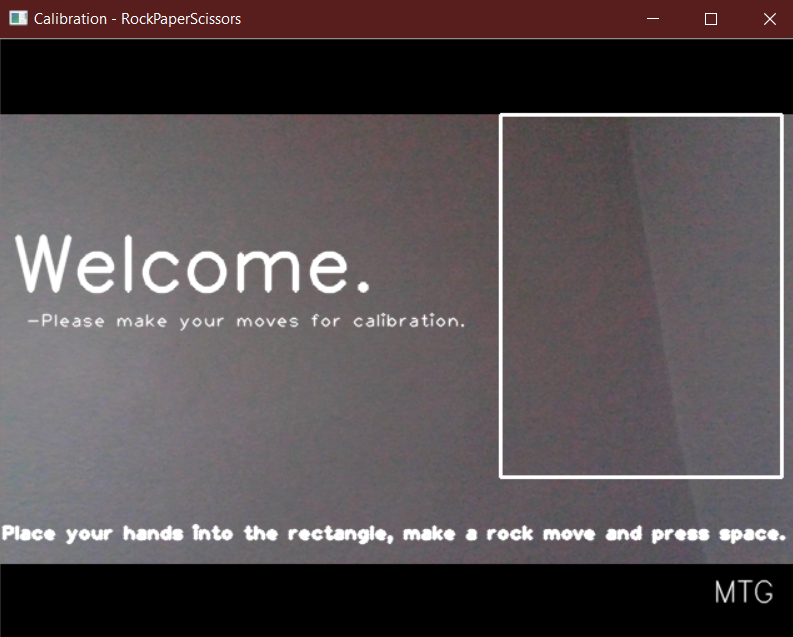 Calibration - RockPaperScissors
Welcome.
-Please make your moves for calibration.
Place your hands into the rectangle, make a rock move and press space.
MTG